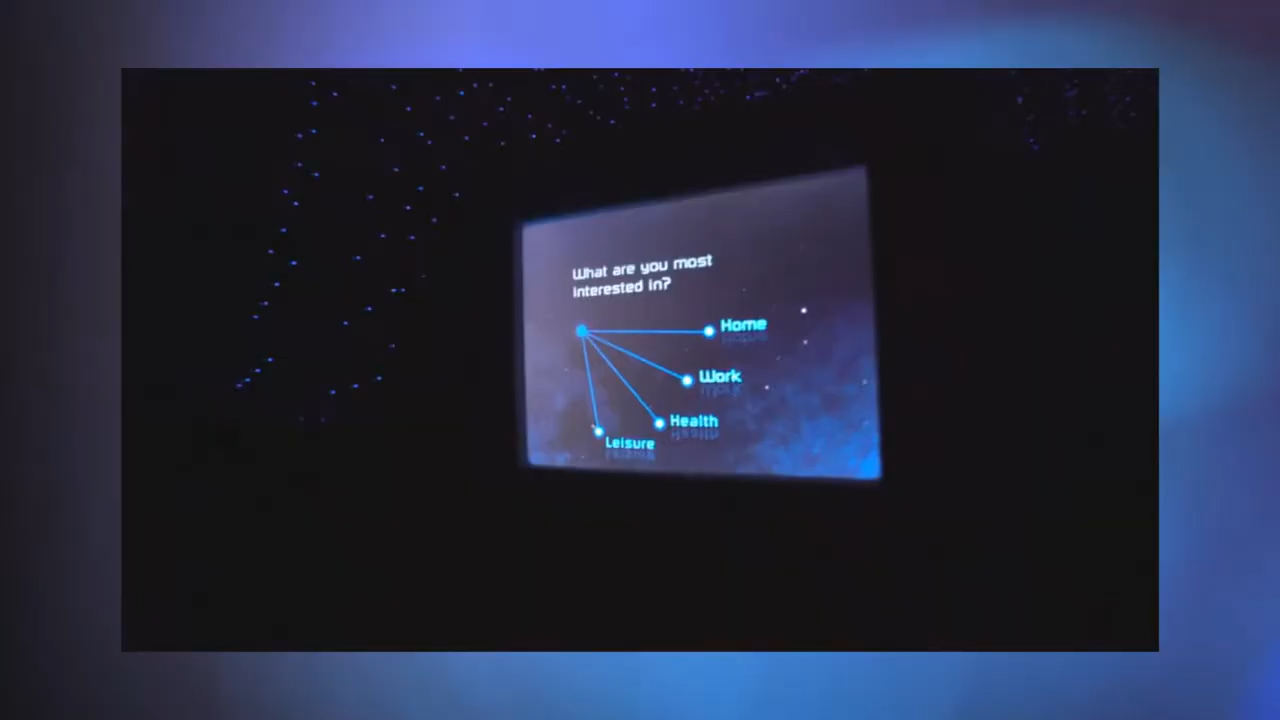 What are you most
interested in?
Home
Work
Health
Leisure